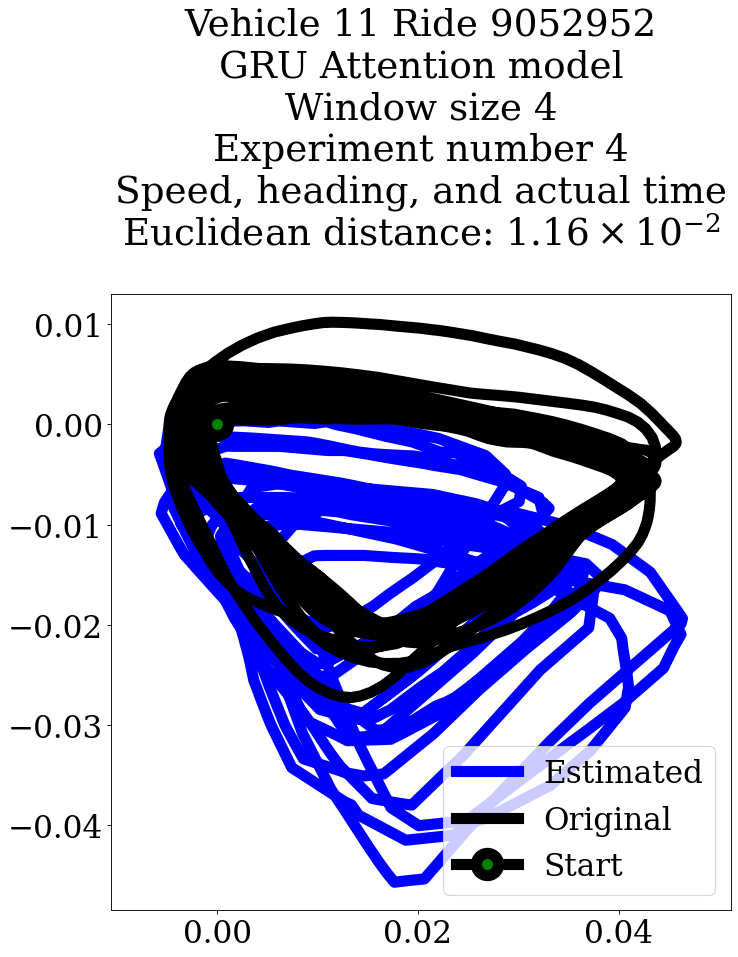 Vehicle 11 Ride 9052952
GRU Attention model
Window size 4
Experiment number 4
Speed, heading, and actual time
Euclidean distance: 1.16 × 10⁻²
0.01
0.00
−0.01
−0.02
−0.03
−0.04
Estimated
Original
Start
0.00 0.02 0.04